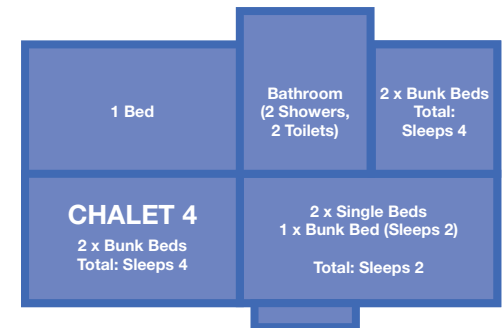 1 Bed
Bathroom
(2 Showers,
2 Toilets)
2 x Bunk Beds
Total:
Sleeps 4
CHALET 4
2 x Bunk Beds
Total: Sleeps 4
2 x Single Beds
1 x Bunk Bed (Sleeps 2)
Total: Sleeps 2